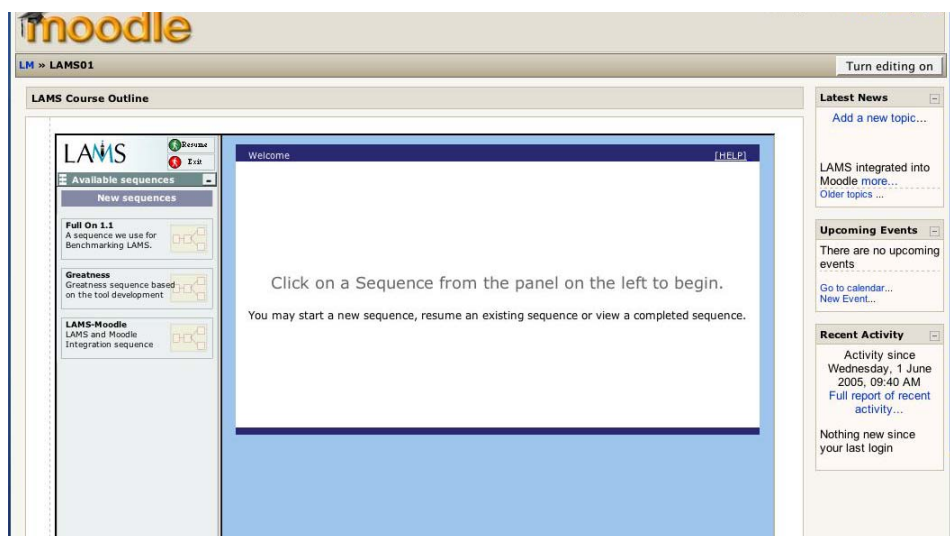 moodle
LM » LAMS01
Turn editing on
LAMS Course Outline
LAMS
Resume
Exit
Available sequences
New sequences
Full On 1.1
A sequence we use for
Benchmarking LAMS.
Greatness
Greatness sequence based
on the tool development
LAMS-Moodle
LAMS and Moodle
Integration sequence
Welcome
[HELP]
Click on a Sequence from the panel on the left to begin.
You may start a new sequence, resume an existing sequence or view a completed sequence.
Latest News
Add a new topic...
LAMS integrated into
Moodle more...
Older topics ...
Upcoming Events
There are no upcoming
events
Go to calendar...
New Event...
Recent Activity
Activity since
Wednesday, 1 June
2005, 09:40 AM
Full report of recent
activity...
Nothing new since
your last login